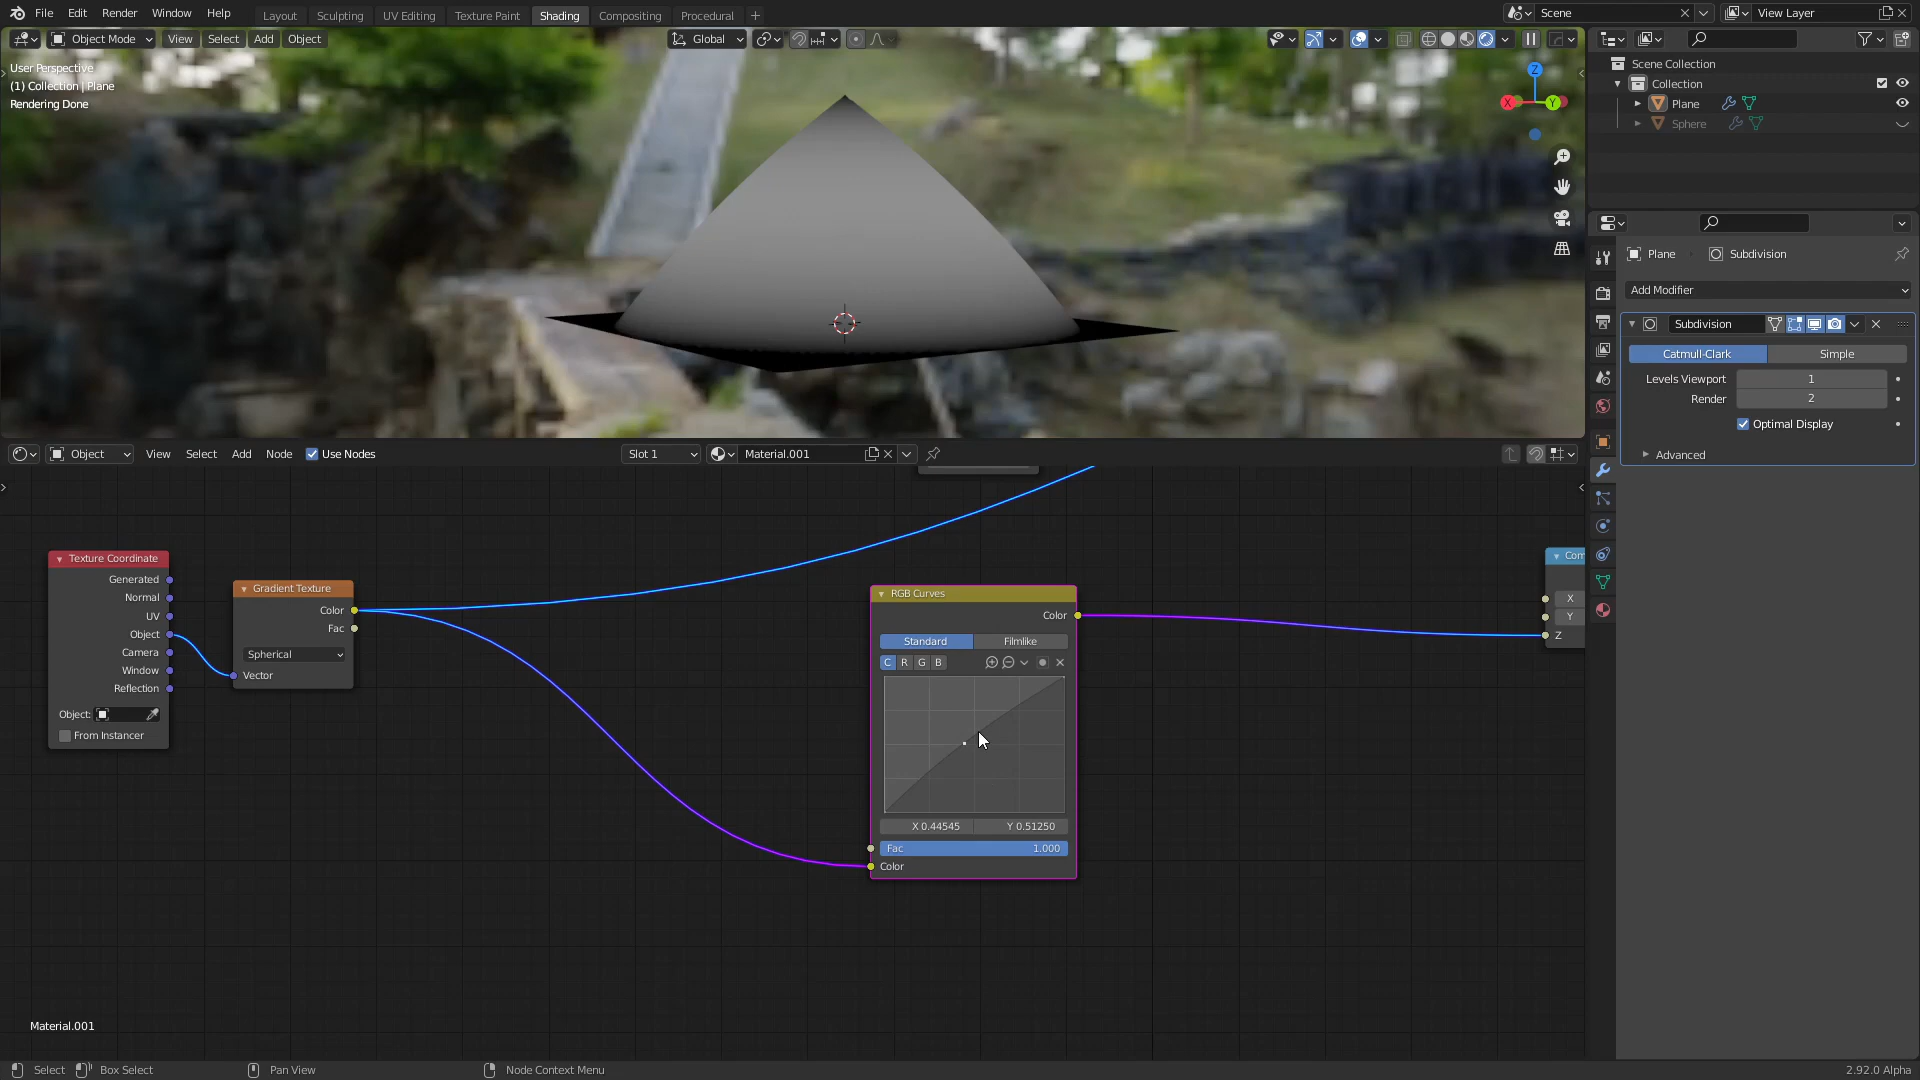 File Edit Render Window Help Layout Sculpting UV Editing Texture Paint Shading Compositing Procedural + Scene View Layer
Object Mode View Select Add Object Global
User Perspective
(1) Collection | Plane
Rendering Done
Z
X Y
Scene Collection
Collection
Plane
Sphere
Plane Subdivision
Add Modifier
Subdivision
Catmull-Clark Simple
Levels Viewport 1
Render 2
Optimal Display
Advanced
Object View Select Add Node Use Nodes Slot 1 Material.001
Texture Coordinate
Generated
Normal
UV
Object
Camera
Window
Reflection
Object:
From Instancer
Gradient Texture
Color
Fac
Spherical
Vector
RGB Curves
Color
Standard Filmlike
C R G B
X 0.44545 Y 0.51250
Fac 1.000
Color
Com
X
Y
Z
Material.001
Select Box Select Pan View Node Context Menu 2.92.0 Alpha